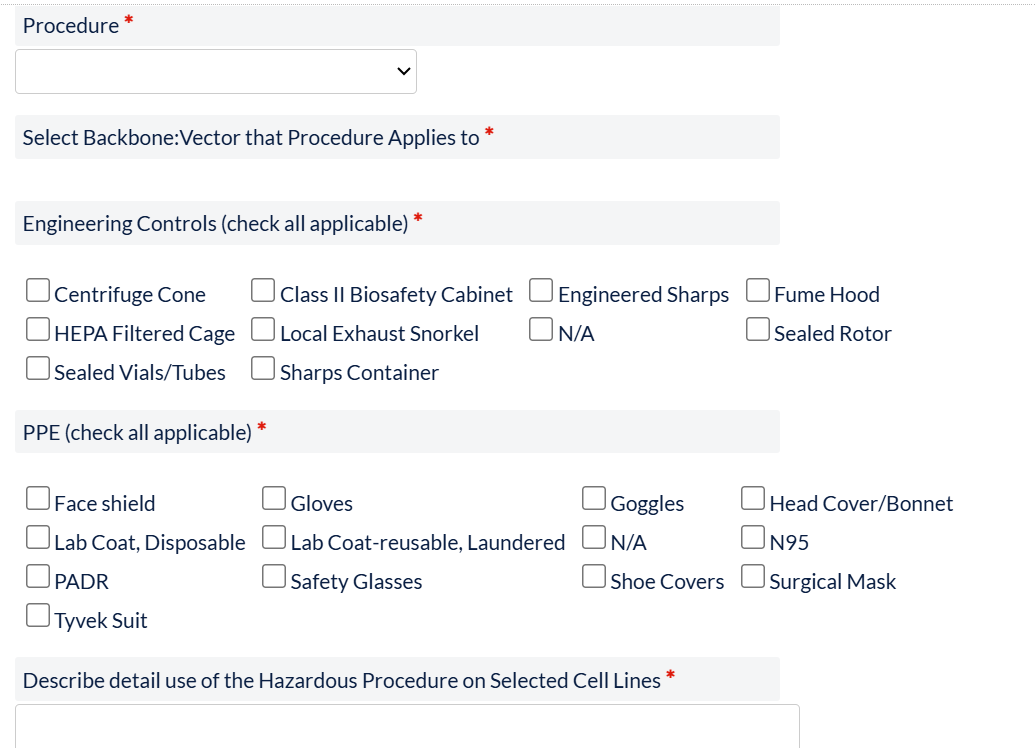 Procedure *
Select Backbone:Vector that Procedure Applies to *
Engineering Controls (check all applicable) *
Centrifuge Cone Class II Biosafety Cabinet Engineered Sharps Fume Hood
HEPA Filtered Cage Local Exhaust Snorkel N/A Sealed Rotor
Sealed Vials/Tubes Sharps Container
PPE (check all applicable) *
Face shield Gloves Goggles Head Cover/Bonnet
Lab Coat, Disposable Lab Coat-reusable, Laundered N/A N95
PADR Safety Glasses Shoe Covers Surgical Mask
Tyvek Suit
Describe detail use of the Hazardous Procedure on Selected Cell Lines *